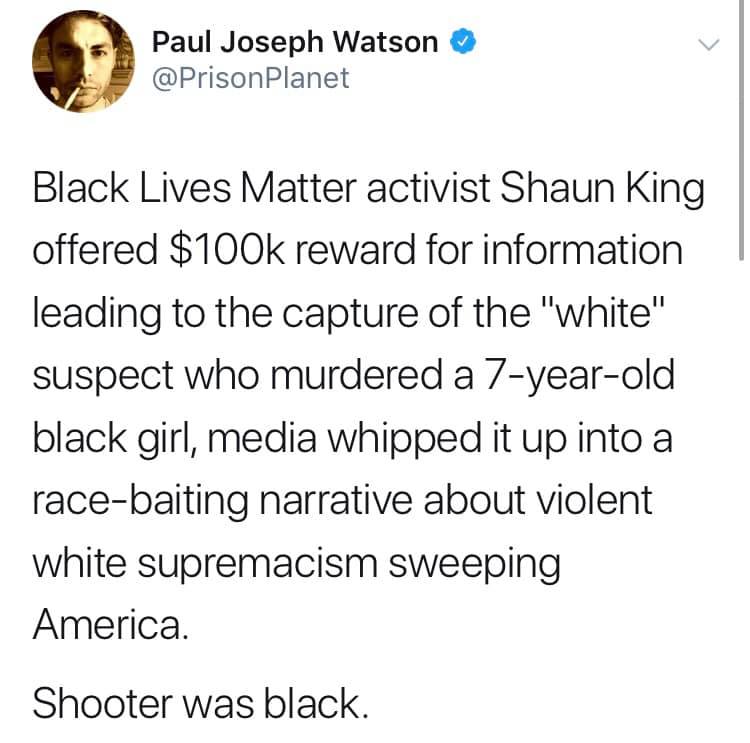 Paul Joseph Watson
@PrisonPlanet
Black Lives Matter activist Shaun King
offered $100k reward for information
leading to the capture of the "white"
suspect who murdered a 7-year-old
black girl, media whipped it up into a
race-baiting narrative about violent
white supremacism sweeping
America.
Shooter was black.